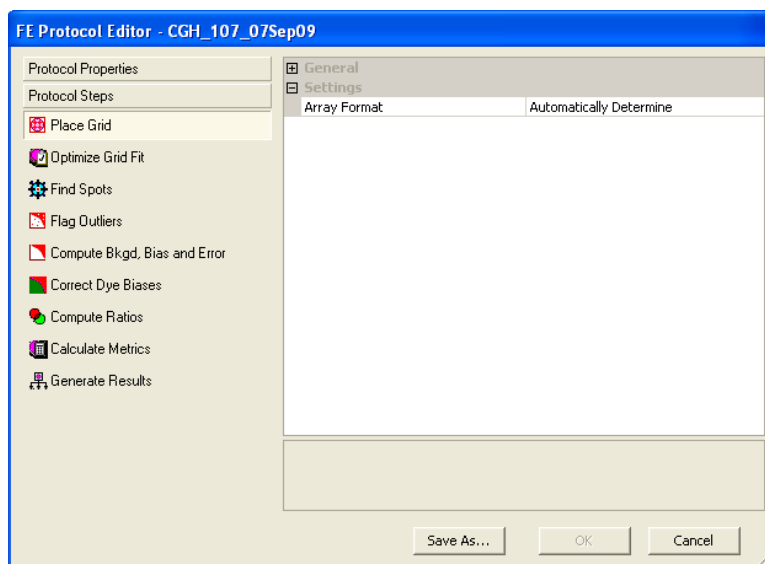 FE Protocol Editor - CGH_107_07Sep09
Protocol Properties
Protocol Steps
Place Grid
Optimize Grid Fit
Find Spots
Flag Outliers
Compute Bkgd, Bias and Error
Correct Dye Biases
Compute Ratios
Calculate Metrics
Generate Results
General
Settings
Array Format Automatically Determine
Save As... OK Cancel